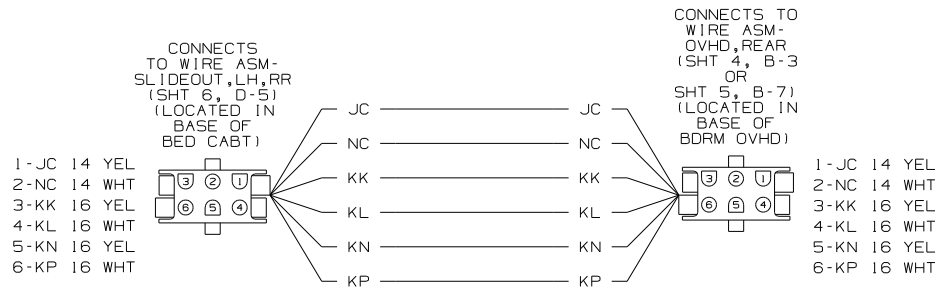 CONNECTS
TO WIRE ASM-
SLIDEOUT,LH,RR
(SHT 6, D-5)
(LOCATED IN
BASE OF
BED CABT)
1-JC 14 YEL
2-NC 14 WHT
3-KK 16 YEL
4-KL 16 WHT
5-KN 16 YEL
6-KP 16 WHT
3 2 1
6 5 4
JC JC
NC NC
KK KK
KL KL
KN KN
KP KP
CONNECTS TO
WIRE ASM-
OVHD,REAR
(SHT 4, B-3
OR
SHT 5, B-7)
(LOCATED IN
BASE OF
BDRM OVHD)
3 2 1
6 5 4
1-JC 14 YEL
2-NC 14 WHT
3-KK 16 YEL
4-KL 16 WHT
5-KN 16 YEL
6-KP 16 WHT